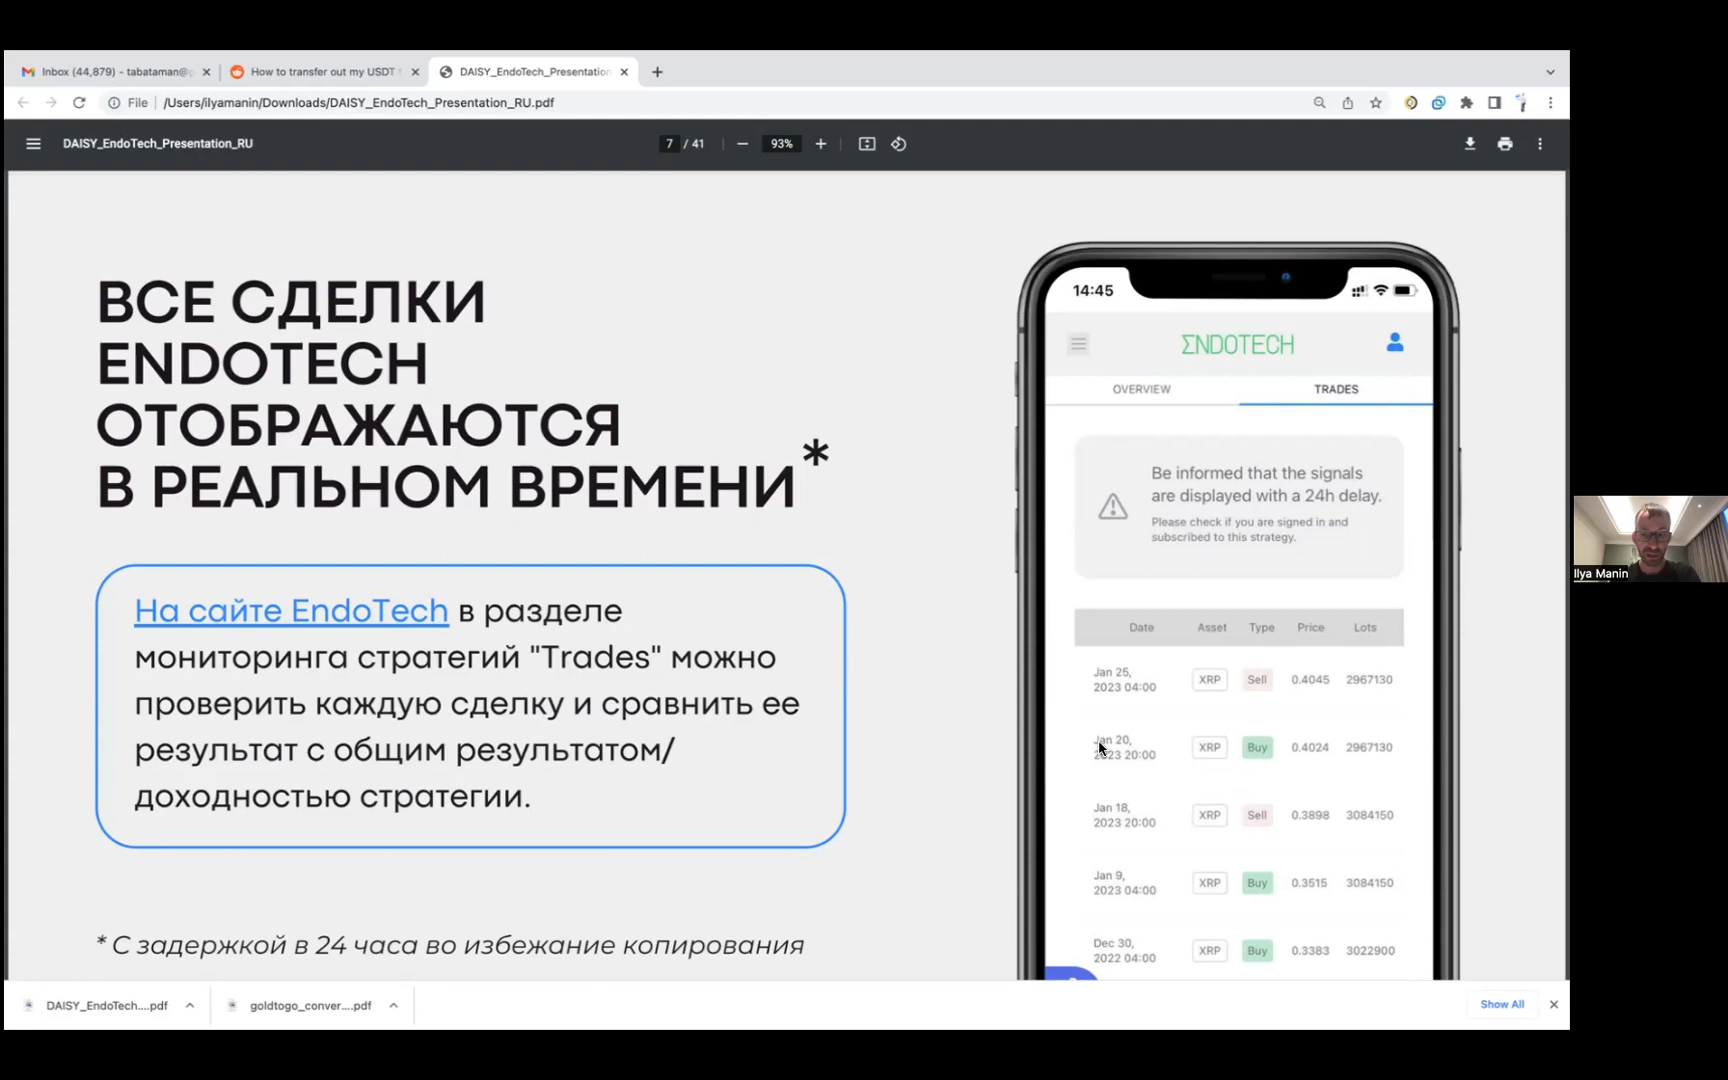 Inbox (44,879) - tabataman@
How to transfer out my USDT
DAISY_EndoTech_Presentation
File
/Users/ilyamanin/Downloads/DAISY_EndoTech_Presentation_RU.pdf
DAISY_EndoTech_Presentation_RU
7 / 41
93%
ВСЕ СДЕЛКИ
ENDOTECH
ОТОБРАЖАЮТСЯ
В РЕАЛЬНОМ ВРЕМЕНИ*
На сайте EndoTech в разделе
мониторинга стратегий "Trades" можно
проверить каждую сделку и сравнить ее
результат с общим результатом/
доходностью стратегии.
* С задержкой в 24 часа во избежание копирования
14:45
ΣNDOTECH
OVERVIEW TRADES
Be informed that the signals
are displayed with a 24h delay.
Please check if you are signed in and
subscribed to this strategy.
Date Asset Type Price Lots
Jan 25,
2023 04:00 XRP Sell 0.4045 2967130
Jan 20,
2023 20:00 XRP Buy 0.4024 2967130
Jan 18,
2023 20:00 XRP Sell 0.3898 3084150
Jan 9,
2023 04:00 XRP Buy 0.3515 3084150
Dec 30,
2022 04:00 XRP Buy 0.3383 3022900
Ilya Manin
DAISY_EndoTech....pdf
goldtogo_conver....pdf
Show All